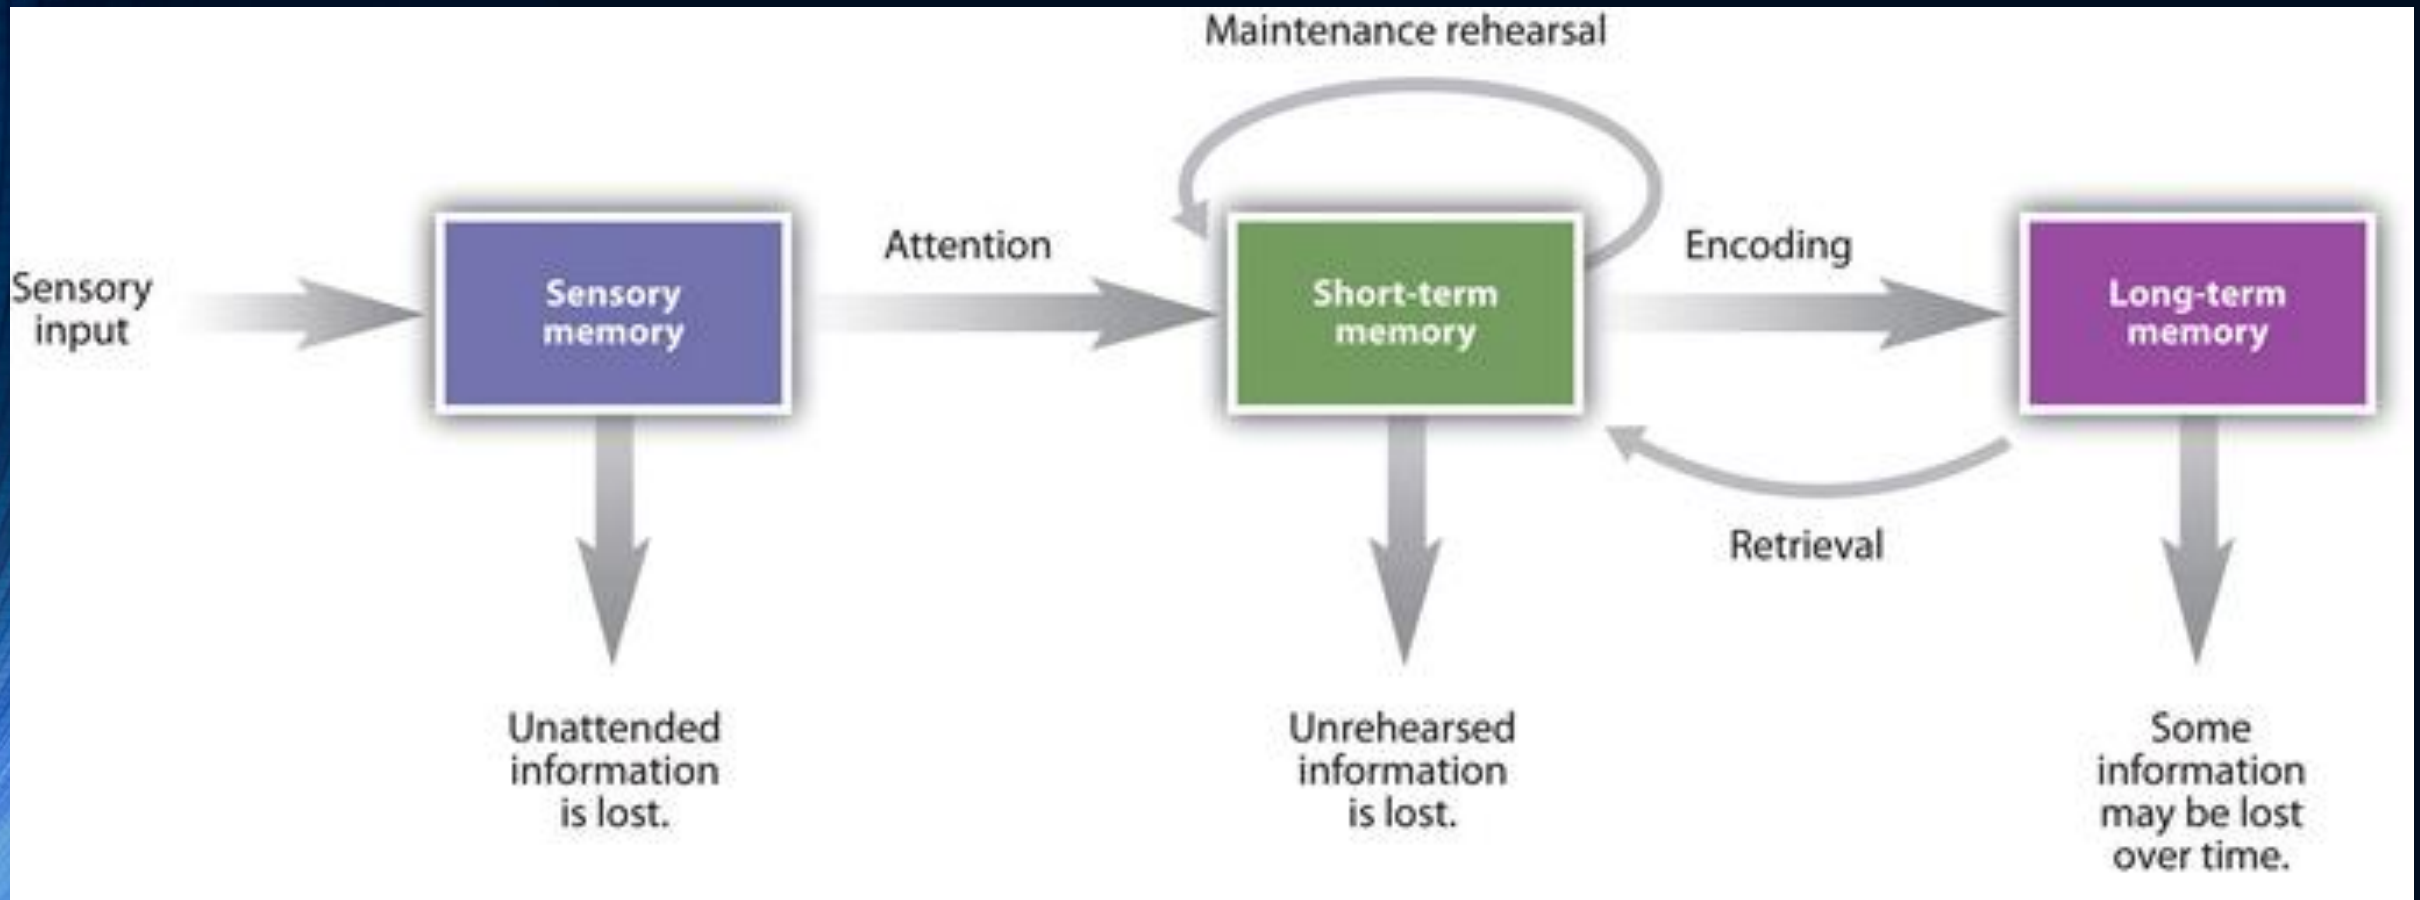 Maintenance rehearsal
Sensory
input
Sensory
memory
Attention
Short-term
memory
Encoding
Long-term
memory
Retrieval
Unattended
information
is lost.
Unrehearsed
information
is lost.
Some
information
may be lost
over time.